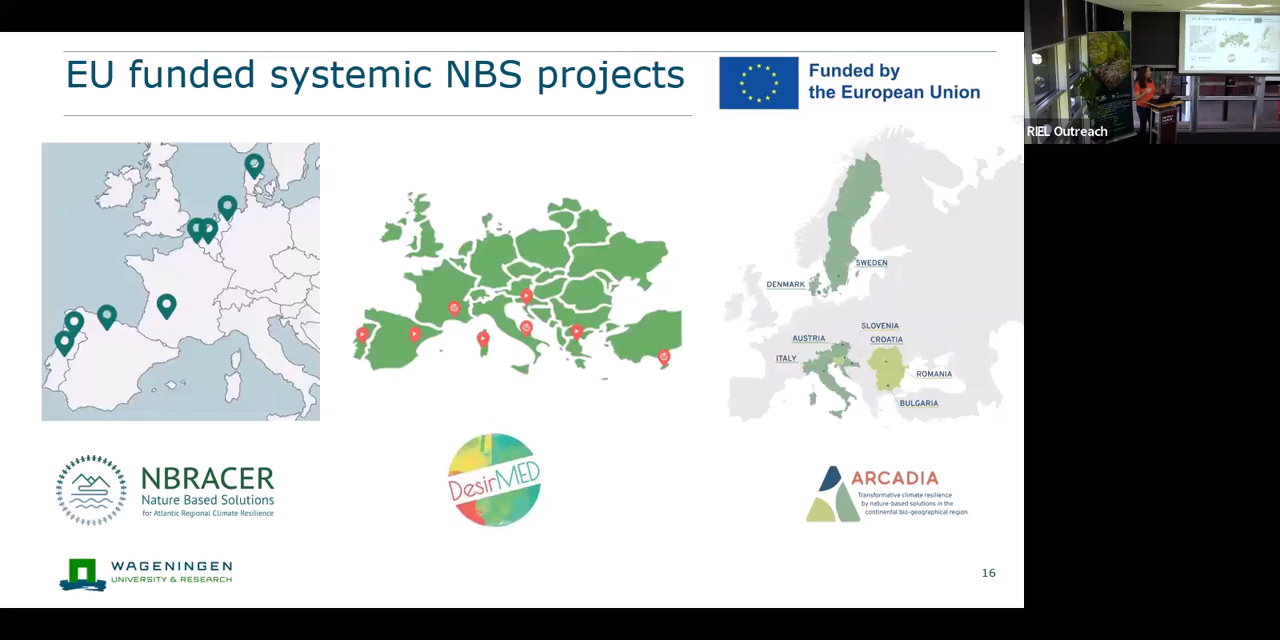 EU funded systemic NBS projects
Funded by
the European Union
RIEL Outreach
SWEDEN
DENMARK
SLOVENIA
AUSTRIA
CROATIA
ITALY
ROMANIA
BULGARIA
NBRACER
Nature Based Solutions
for Atlantic Regional Climate Resilience
DesirMED
ARCADIA
Transformative climate resilience
by nature-based solutions in the
continental bio-geographical region
WAGENINGEN
UNIVERSITY & RESEARCH
16